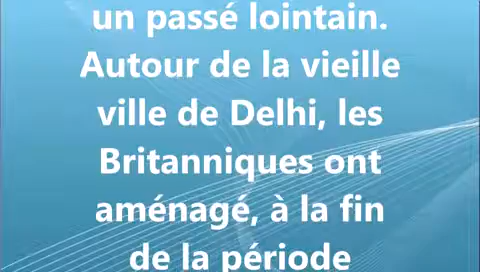 un passé lointain.
Autour de la vieille
ville de Delhi, les
Britanniques ont
aménagé, à la fin
de la période